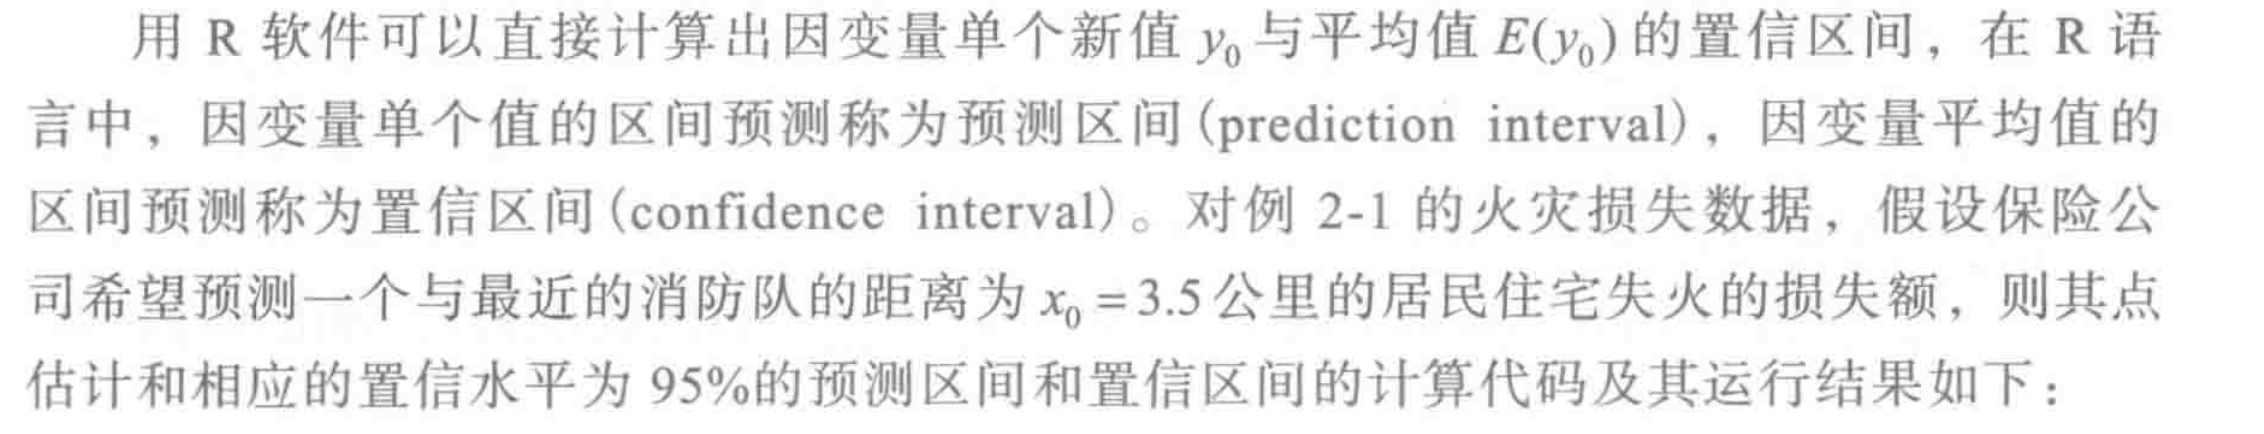 用 R 软件可以直接计算出因变量单个新值 y₀ 与平均值 E(y₀) 的置信区间，在 R 语
言中，因变量单个值的区间预测称为预测区间(prediction interval)，因变量平均值的
区间预测称为置信区间(confidence interval)。对例 2-1 的火灾损失数据，假设保险公
司希望预测一个与最近的消防队的距离为 x₀ = 3.5 公里的居民住宅失火的损失额，则其点
估计和相应的置信水平为 95%的预测区间和置信区间的计算代码及其运行结果如下：